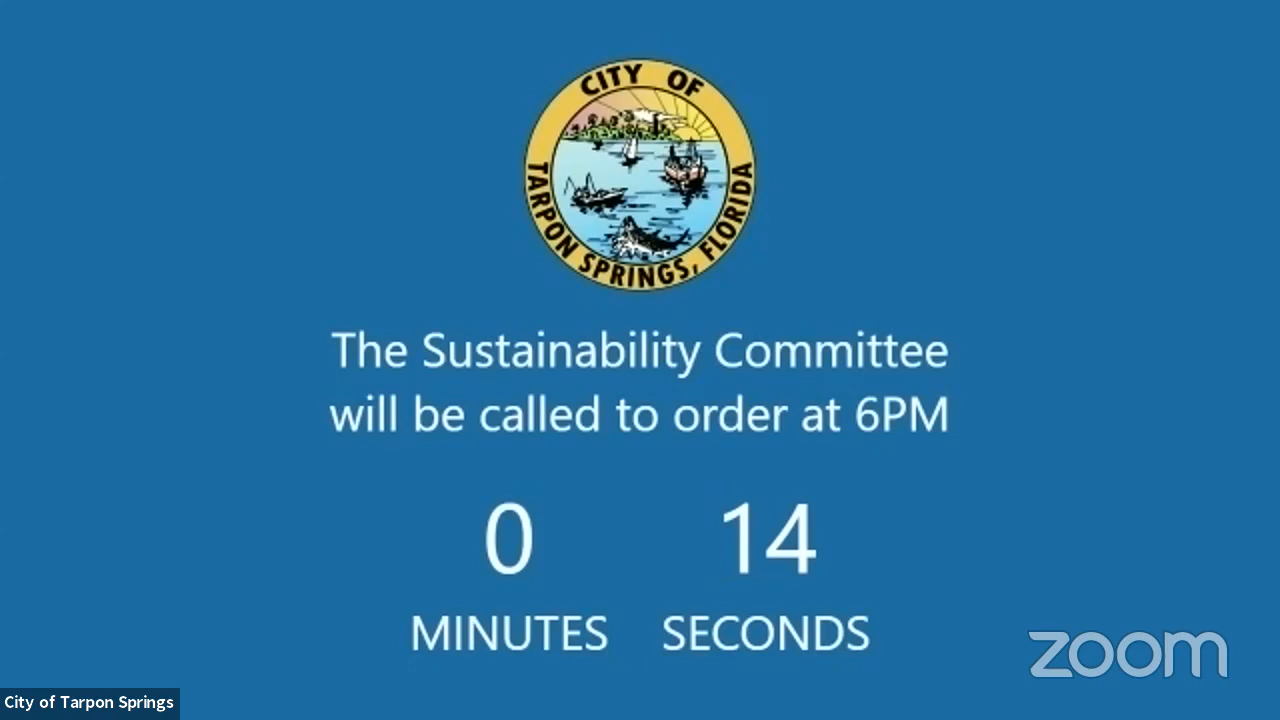 CITY OF
TARPON SPRINGS, FLORIDA
The Sustainability Committee
will be called to order at 6PM
0 14
MINUTES SECONDS
zoom
City of Tarpon Springs